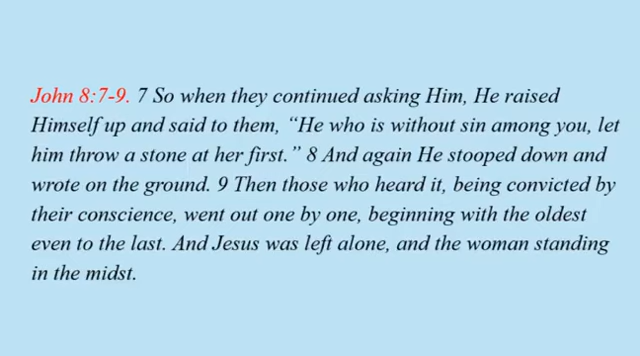 John 8:7-9. 7 So when they continued asking Him, He raised
Himself up and said to them, “He who is without sin among you, let
him throw a stone at her first.” 8 And again He stooped down and
wrote on the ground. 9 Then those who heard it, being convicted by
their conscience, went out one by one, beginning with the oldest
even to the last. And Jesus was left alone, and the woman standing
in the midst.